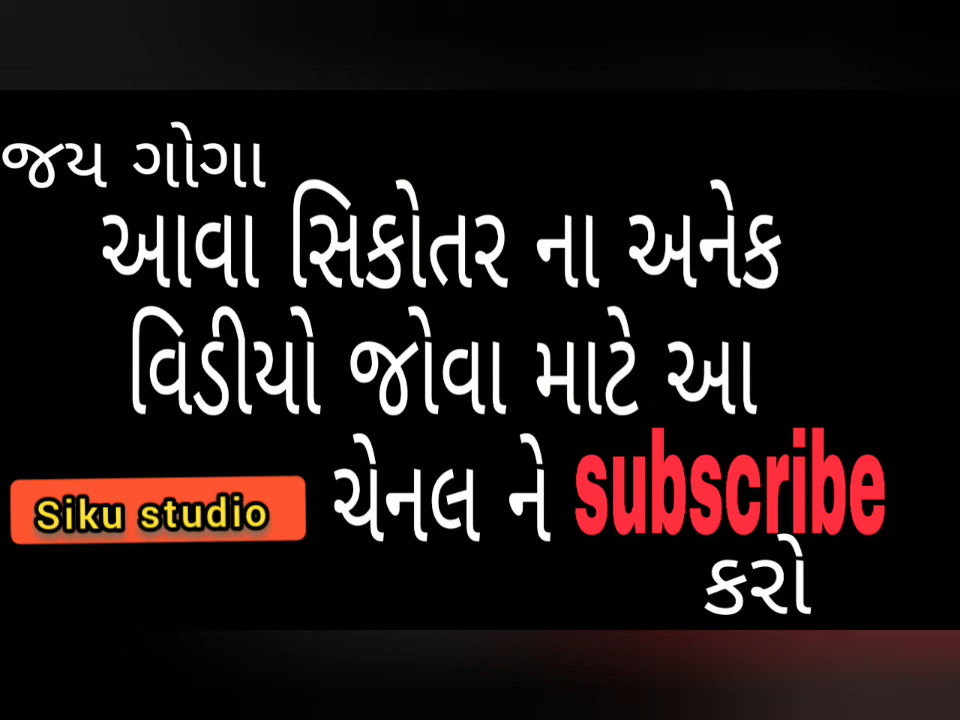 જય ગોગા
આવા સિકોતર ના અનેક
વિડીયો જોવા માટે આ
Siku studio ચેનલ ને subscribe
કરો